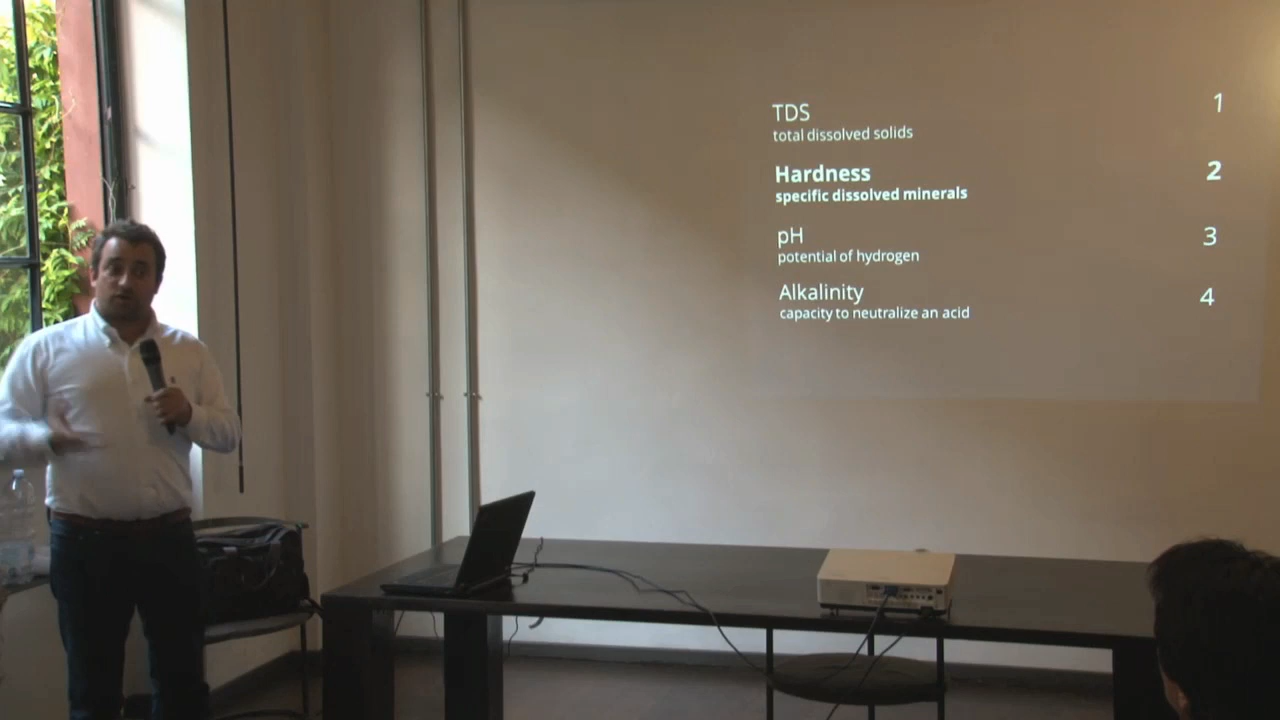 TDS 1
total dissolved solids
Hardness 2
specific dissolved minerals
pH 3
potential of hydrogen
Alkalinity 4
capacity to neutralize an acid